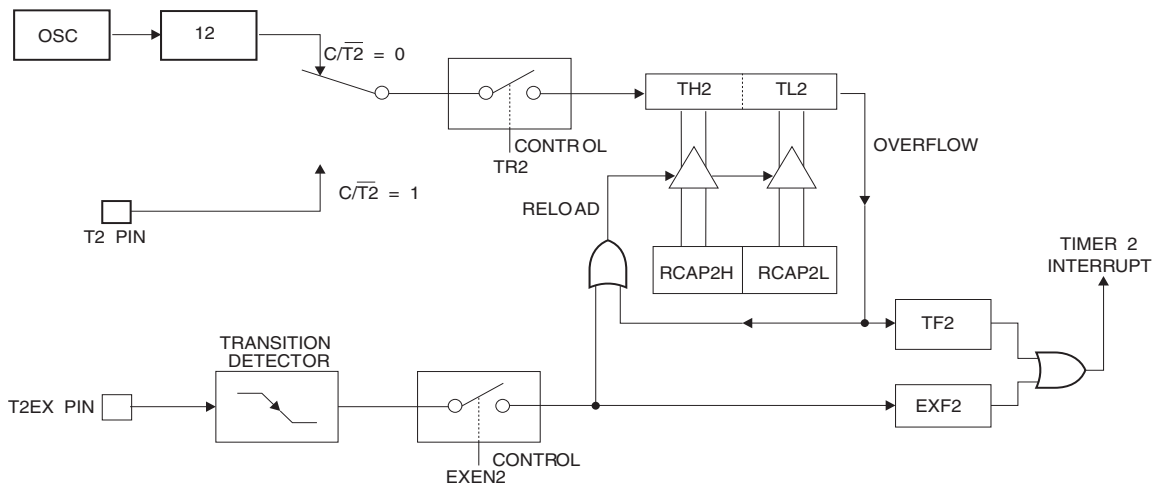 OSC
12
C/T2 = 0
TH2
TL2
CONTROL
TR2
OVERFLOW
C/T2 = 1
T2 PIN
RELOAD
RCAP2H
RCAP2L
TIMER 2
INTERRUPT
TF2
TRANSITION
DETECTOR
T2EX PIN
EXF2
CONTROL
EXEN2